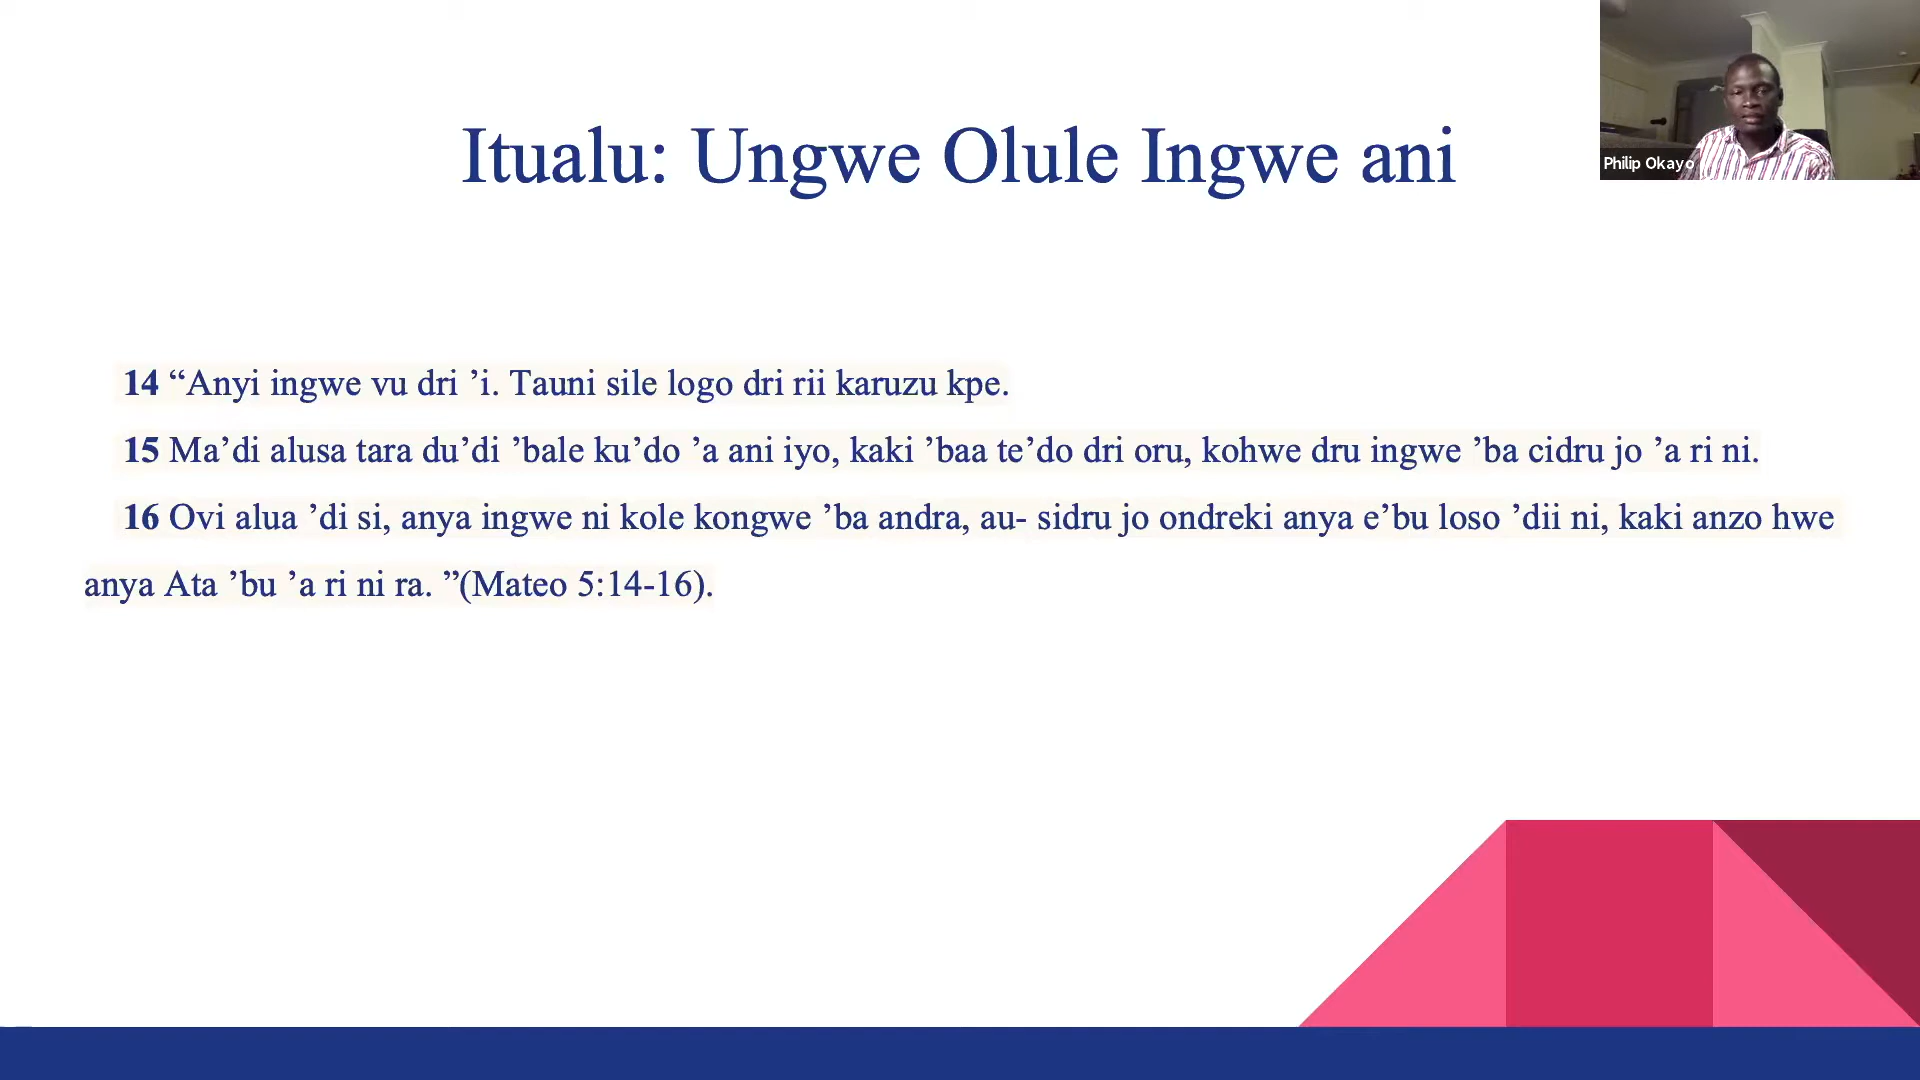 Itualu: Ungwe Olule Ingwe ani
Philip Okayo
14 “Anyi ingwe vu dri ’i. Tauni sile logo dri rii karuzu kpe.
15 Ma’di alusa tara du’di ’bale ku’do ’a ani iyo, kaki ’baa te’do dri oru, kohwe dru ingwe ’ba cidru jo ’a ri ni.
16 Ovi alua ’di si, anya ingwe ni kole kongwe ’ba andra, au- sidru jo ondreki anya e’bu loso ’dii ni, kaki anzo hwe
anya Ata ’bu ’a ri ni ra. ”(Mateo 5:14-16).